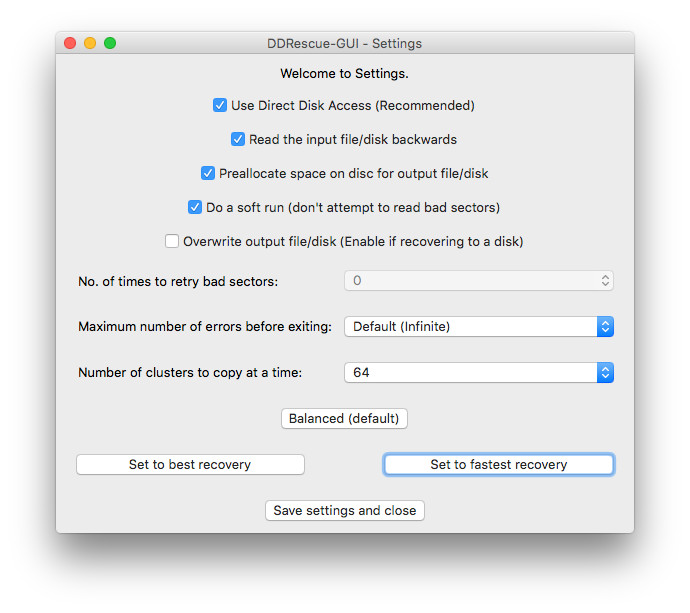 DDRescue-GUI - Settings
Welcome to Settings.
Use Direct Disk Access (Recommended)
Read the input file/disk backwards
Preallocate space on disc for output file/disk
Do a soft run (don't attempt to read bad sectors)
Overwrite output file/disk (Enable if recovering to a disk)
No. of times to retry bad sectors: 0
Maximum number of errors before exiting: Default (Infinite)
Number of clusters to copy at a time: 64
Balanced (default)
Set to best recovery Set to fastest recovery
Save settings and close